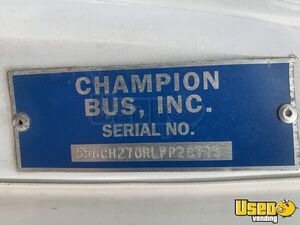 CHAMPION
BUS, INC.
SERIAL NO.
Used
Vending